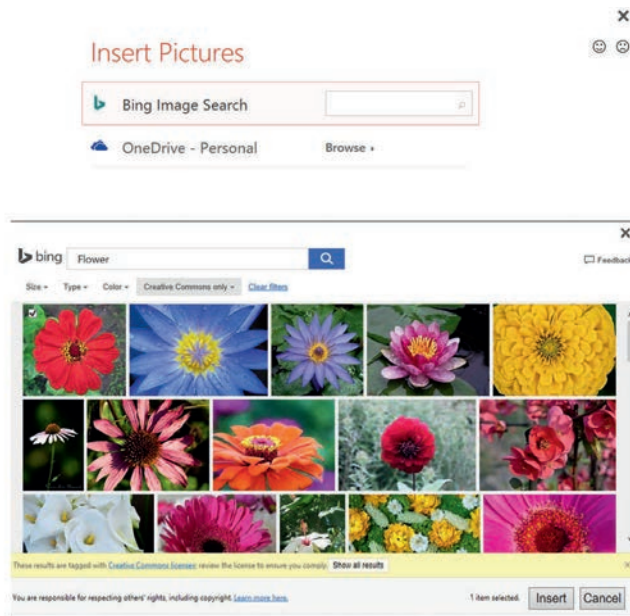 Insert Pictures
Bing Image Search
OneDrive - Personal Browse
bing Flower
Feedback
Size Type Color Creative Commons only Clear filters
These results are tagged with Creative Commons licenses; review the license to ensure you comply. Show all results
You are responsible for respecting others' rights, including copyright. Learn more here.
1 item selected. Insert Cancel